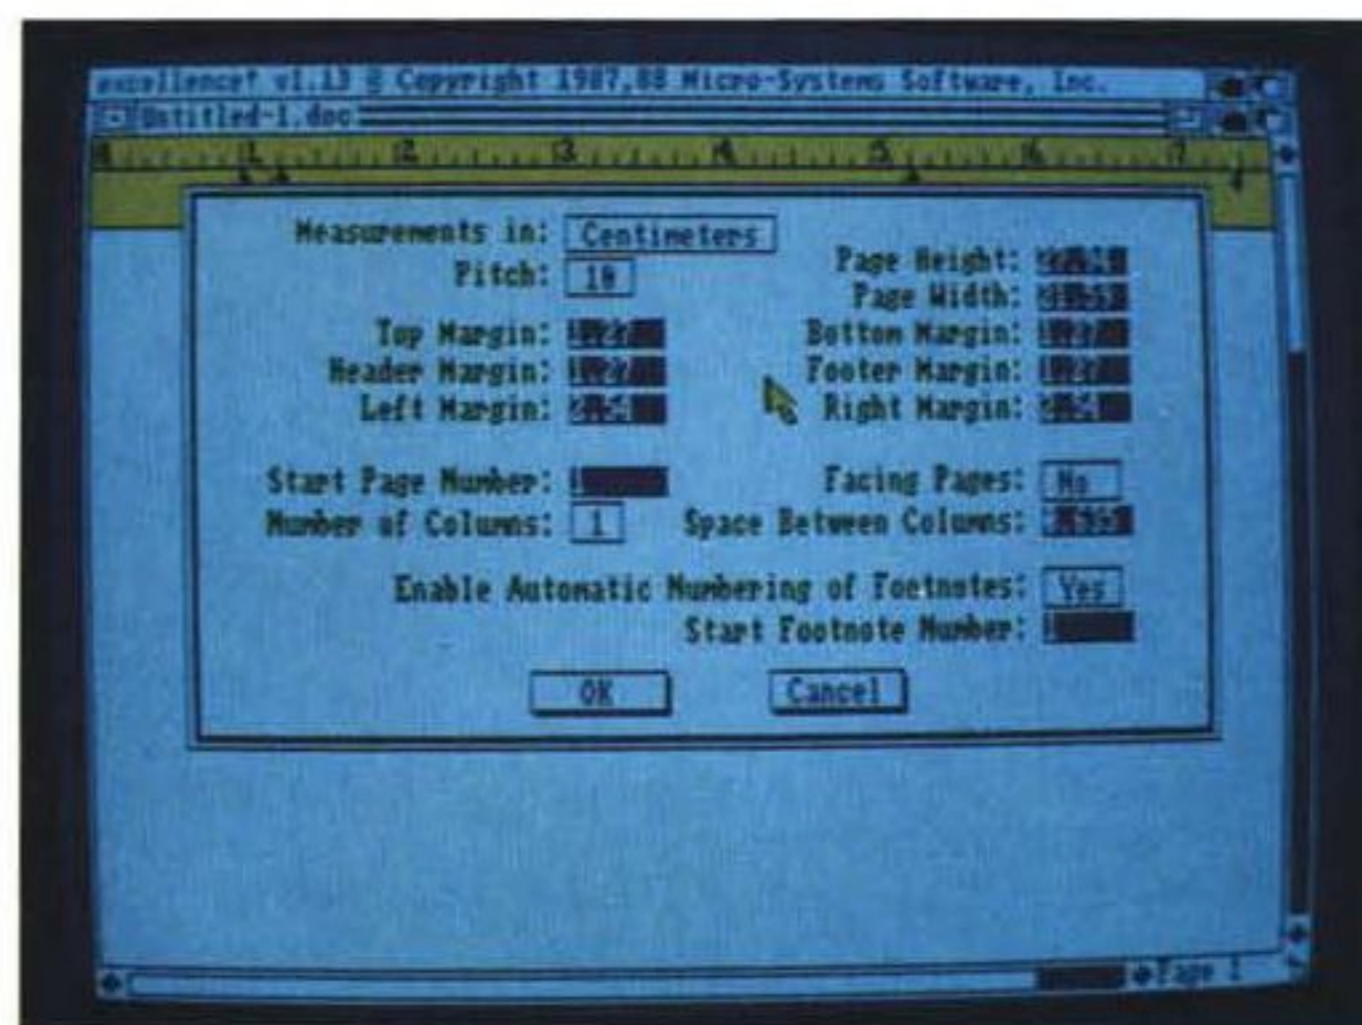 excellence! v1.13 © Copyright 1987,88 Micro-Systems Software, Inc.
Untitled-1.doc
1 2 3 4 5 6 7
Measurements in: Centimeters
Pitch: 10
Page Height:
Page Width:
Top Margin:
Bottom Margin:
Header Margin:
Footer Margin:
Left Margin:
Right Margin:
Start Page Number:
Facing Pages: No
Number of Columns: 1
Space Between Columns:
Enable Automatic Numbering of Footnotes: Yes
Start Footnote Number:
OK Cancel
Page 1